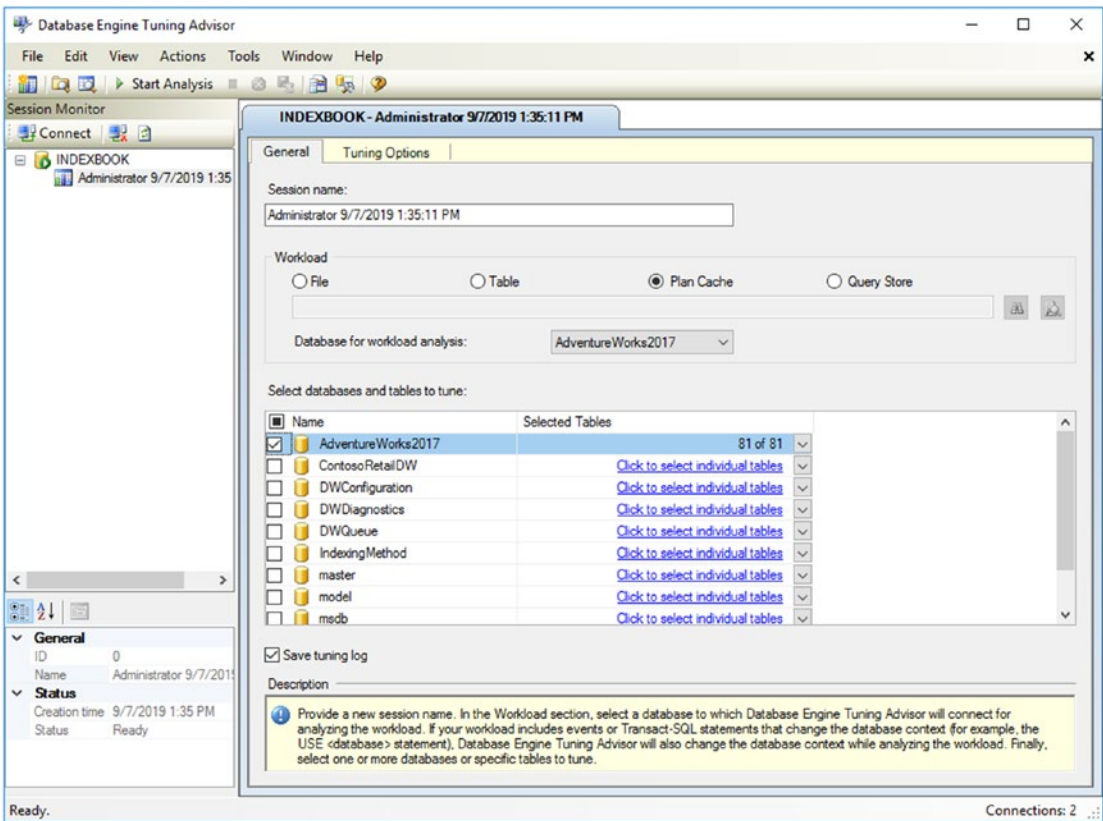 Database Engine Tuning Advisor
File Edit View Actions Tools Window Help
Start Analysis
Session Monitor
Connect
INDEXBOOK
Administrator 9/7/2019 1:35
INDEXBOOK - Administrator 9/7/2019 1:35:11 PM
General Tuning Options
Session name:
Administrator 9/7/2019 1:35:11 PM
Workload
File Table Plan Cache Query Store
Database for workload analysis: AdventureWorks2017
Select databases and tables to tune:
Name Selected Tables
AdventureWorks2017 81 of 81
ContosoRetailDW Click to select individual tables
DWConfiguration Click to select individual tables
DWDiagnostics Click to select individual tables
DWQueue Click to select individual tables
IndexingMethod Click to select individual tables
master Click to select individual tables
model Click to select individual tables
msdb Click to select individual tables
Save tuning log
Description
Provide a new session name. In the Workload section, select a database to which Database Engine Tuning Advisor will connect for
analyzing the workload. If your workload includes events or Transact-SQL statements that change the database context (for example, the
USE <database> statement), Database Engine Tuning Advisor will also change the database context while analyzing the workload. Finally,
select one or more databases or specific tables to tune.
General
ID 0
Name Administrator 9/7/201
Status
Creation time 9/7/2019 1:35 PM
Status Ready
Ready. Connections: 2